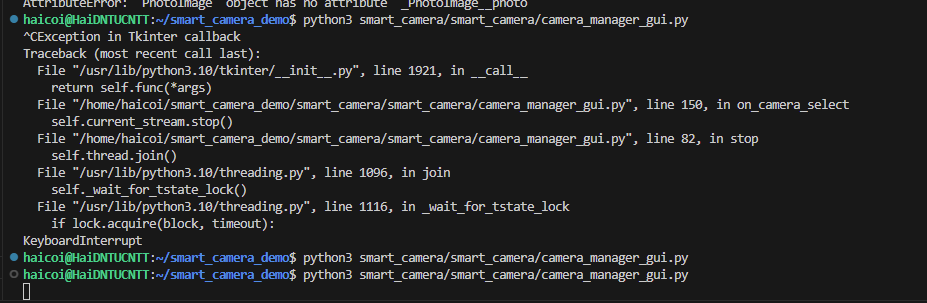 AttributeError: 'PhotoImage' object has no attribute '_PhotoImage__photo'
haicoi@HaiDNTUCNTT:~/smart_camera_demo$ python3 smart_camera/smart_camera/camera_manager_gui.py
^CException in Tkinter callback
Traceback (most recent call last):
  File "/usr/lib/python3.10/tkinter/__init__.py", line 1921, in __call__
    return self.func(*args)
  File "/home/haicoi/smart_camera_demo/smart_camera/smart_camera/camera_manager_gui.py", line 150, in on_camera_select
    self.current_stream.stop()
  File "/home/haicoi/smart_camera_demo/smart_camera/smart_camera/camera_manager_gui.py", line 82, in stop
    self.thread.join()
  File "/usr/lib/python3.10/threading.py", line 1096, in join
    self._wait_for_tstate_lock()
  File "/usr/lib/python3.10/threading.py", line 1116, in _wait_for_tstate_lock
    if lock.acquire(block, timeout):
KeyboardInterrupt
haicoi@HaiDNTUCNTT:~/smart_camera_demo$ python3 smart_camera/smart_camera/camera_manager_gui.py
haicoi@HaiDNTUCNTT:~/smart_camera_demo$ python3 smart_camera/smart_camera/camera_manager_gui.py